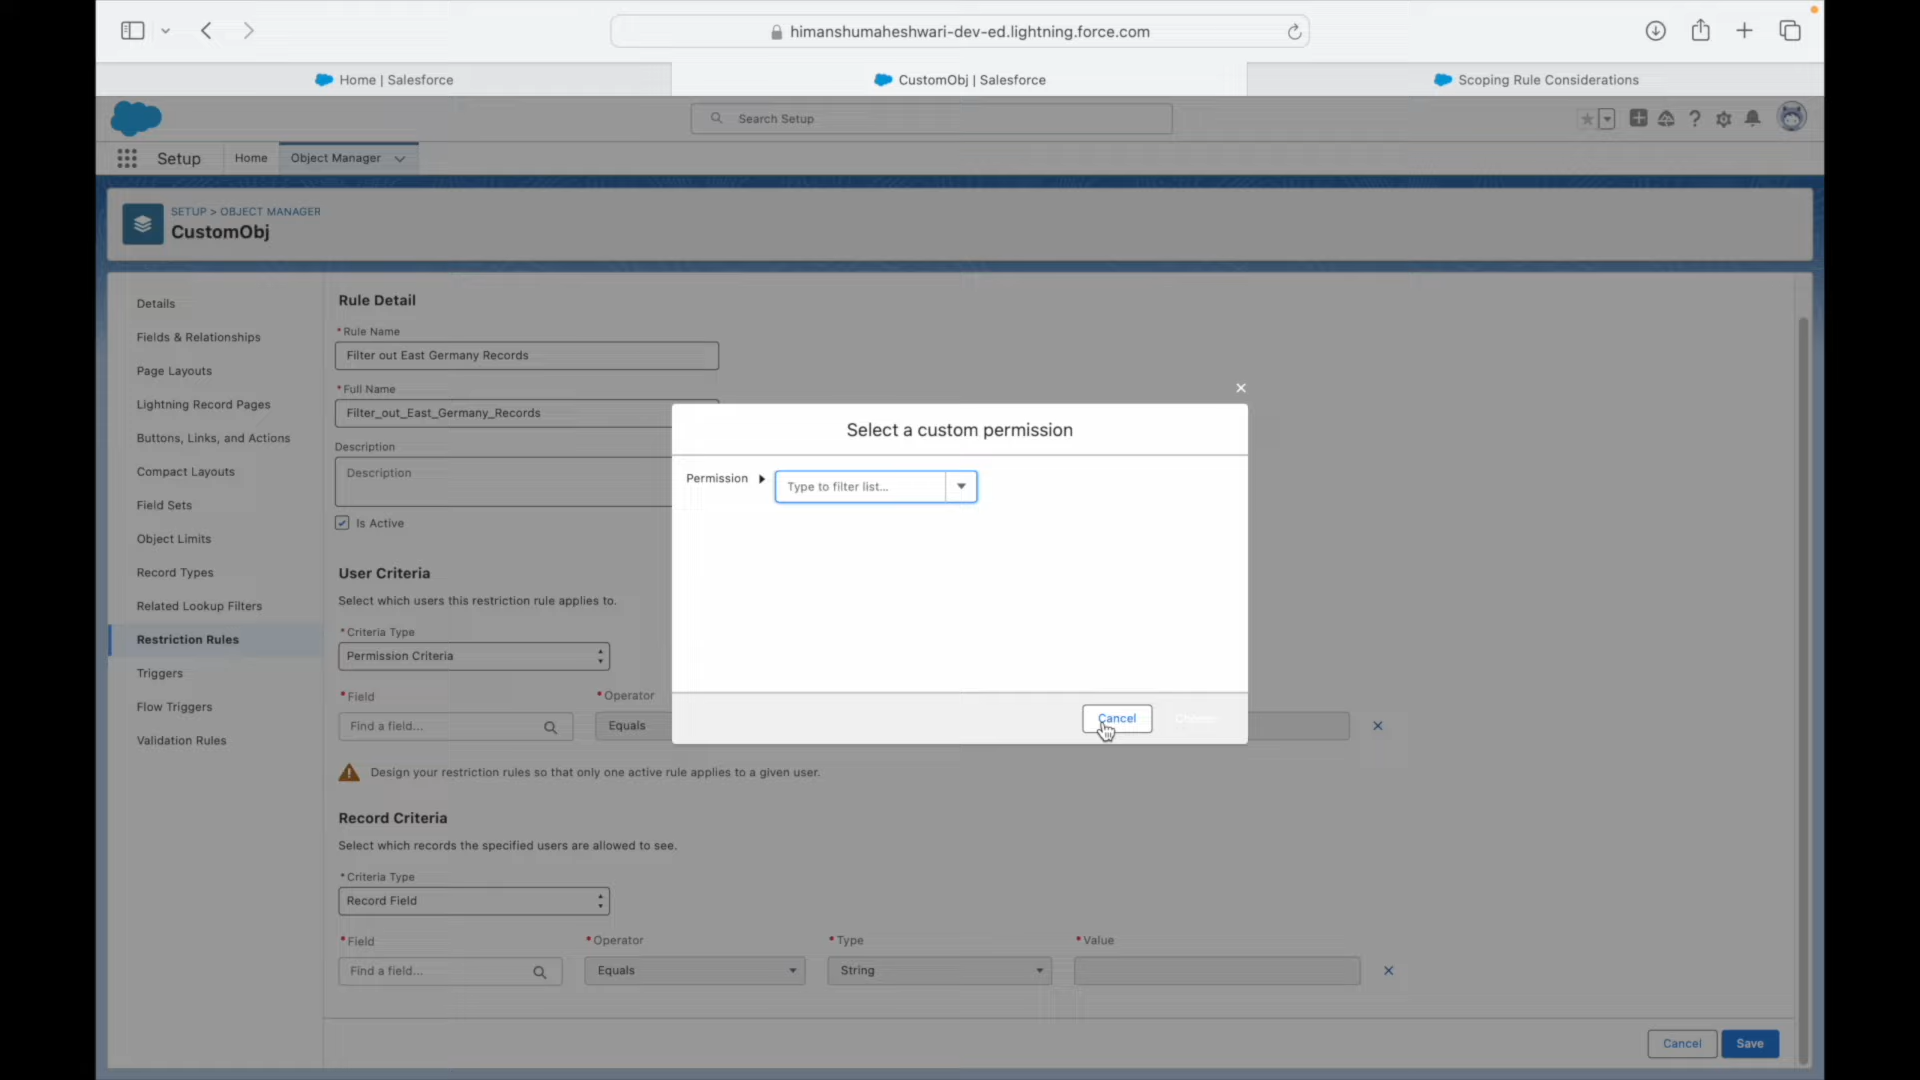 himanshumaheshwari-dev-ed.lightning.force.com
Home | Salesforce
CustomObj | Salesforce
Scoping Rule Considerations
Search Setup
Setup
Home
Object Manager
SETUP > OBJECT MANAGER
CustomObj
Details
Fields & Relationships
Page Layouts
Lightning Record Pages
Buttons, Links, and Actions
Compact Layouts
Field Sets
Object Limits
Record Types
Related Lookup Filters
Restriction Rules
Triggers
Flow Triggers
Validation Rules
Rule Detail
*Rule Name
Filter out East Germany Records
*Full Name
Filter_out_East_Germany_Records
Description
Description
Is Active
User Criteria
Select which users this restriction rule applies to.
*Criteria Type
Permission Criteria
*Field
*Operator
Find a field...
Equals
Design your restriction rules so that only one active rule applies to a given user.
Record Criteria
Select which records the specified users are allowed to see.
*Criteria Type
Record Field
*Field
*Operator
*Type
*Value
Find a field...
Equals
String
Cancel
Save
Select a custom permission
Permission
Type to filter list...
Cancel